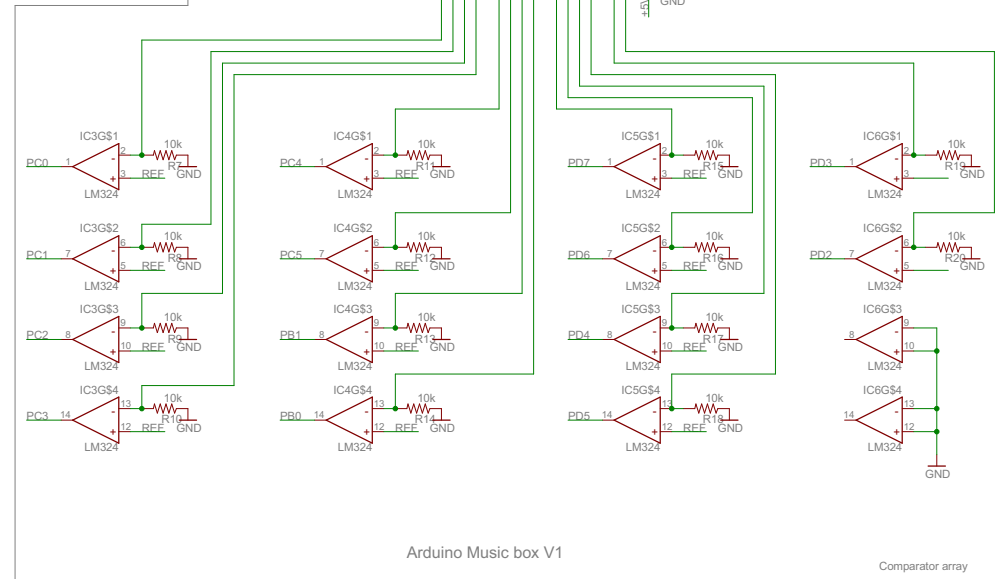 +5V
GND
IC3G$1
10k
PC0 1 2 - 3 + R7 GND
REF
LM324
IC4G$1
10k
PC4 1 2 - 3 + R11 GND
REF
LM324
IC5G$1
10k
PD7 1 2 - 3 + R15 GND
REF
LM324
IC6G$1
10k
PD3 1 2 - 3 + R19 GND
LM324
IC3G$2
10k
PC1 7 6 - 5 + R8 GND
REF
LM324
IC4G$2
10k
PC5 7 6 - 5 + R12 GND
REF
LM324
IC5G$2
10k
PD6 7 6 - 5 + R16 GND
REF
LM324
IC6G$2
10k
PD2 7 6 - 5 + R20 GND
LM324
IC3G$3
10k
PC2 8 9 - 10 + R9 GND
REF
LM324
IC4G$3
10k
PB1 8 9 - 10 + R13 GND
REF
LM324
IC5G$3
10k
PD4 8 9 - 10 + R17 GND
REF
LM324
IC6G$3
8 9 - 10 +
LM324
IC3G$4
10k
PC3 14 13 - 12 + R10 GND
REF
LM324
IC4G$4
10k
PB0 14 13 - 12 + R14 GND
REF
LM324
IC5G$4
10k
PD5 14 13 - 12 + R18 GND
REF
LM324
IC6G$4
14 13 - 12 +
LM324
GND
Arduino Music box V1
Comparator array